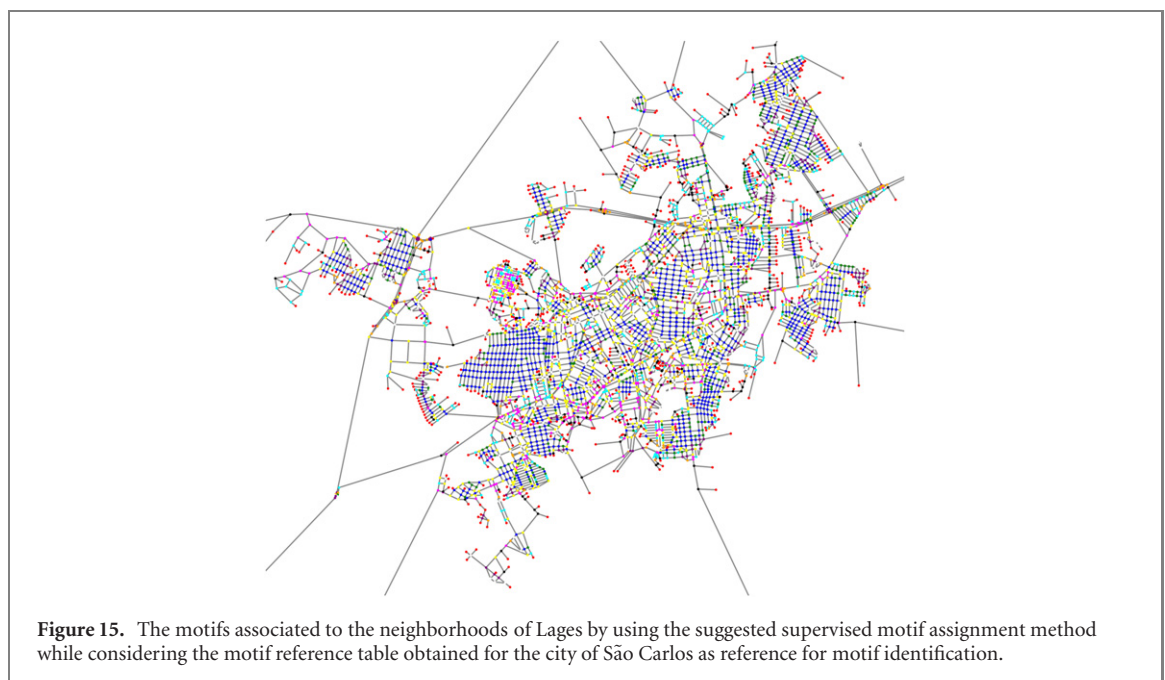 Figure 15. The motifs associated to the neighborhoods of Lages by using the suggested supervised motif assignment method
while considering the motif reference table obtained for the city of São Carlos as reference for motif identification.